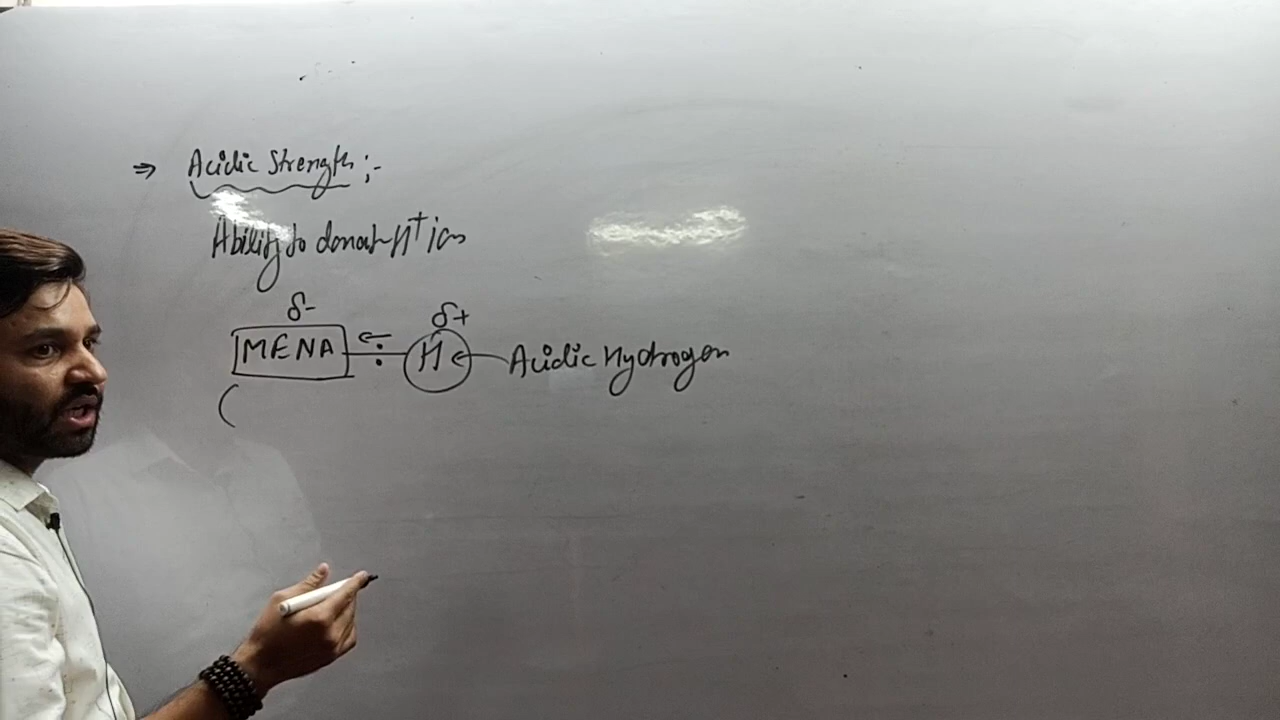 ⇒ Acidic Strength :-
Ability to donate H⁺ ion
δ- δ+
MENA H Acidic Hydrogen
(